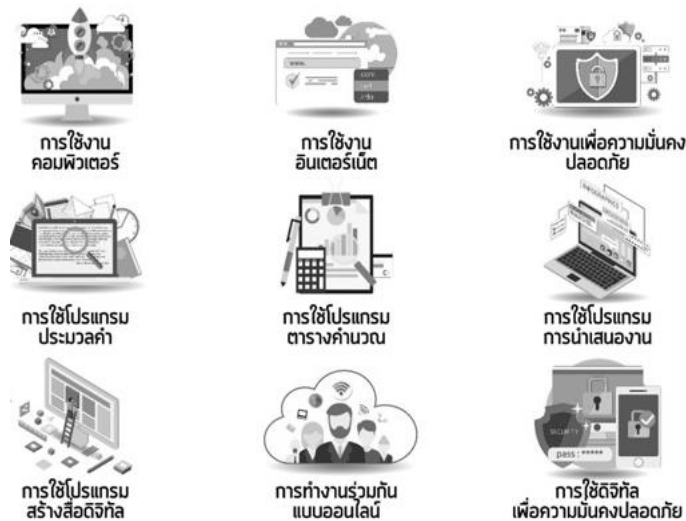 www.
การใช้งาน
คอมพิวเตอร์
การใช้งาน
อินเตอร์เน็ต
การใช้งานเพื่อความมั่นคง
ปลอดภัย
INFOGRAPHICS
การใช้โปรแกรม
ประมวลคำ
การใช้โปรแกรม
ตารางคำนวณ
การใช้โปรแกรม
การนำเสนองาน
SECURITY
pass : *****
การใช้โปรแกรม
สร้างสื่อดิจิทัล
การทำงานร่วมกัน
แบบออนไลน์
การใช้ดิจิทัล
เพื่อความมั่นคงปลอดภัย